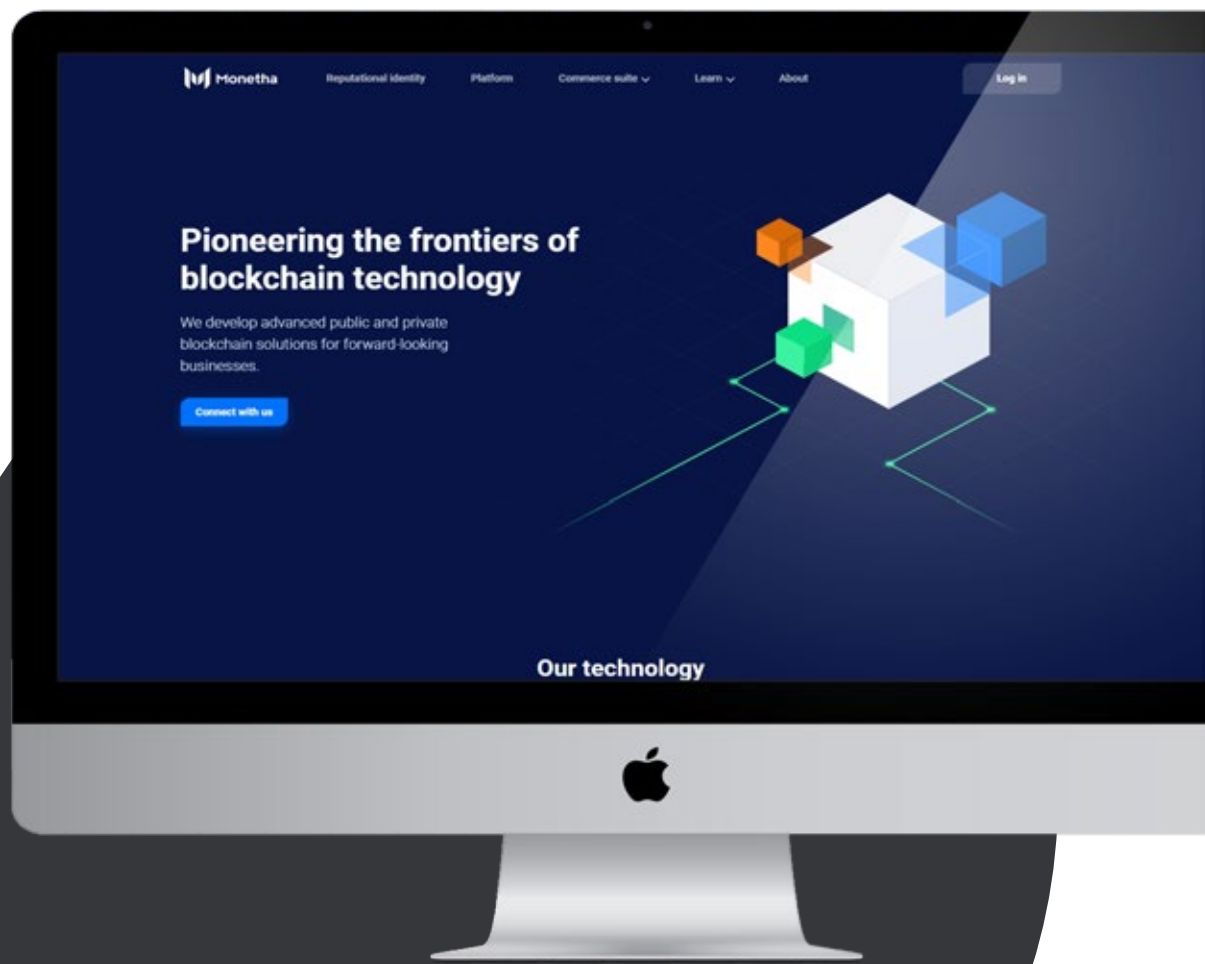 Monetha
Reputational identity
Platform
Commerce suite
Learn
About
Log in
Pioneering the frontiers of
blockchain technology
We develop advanced public and private
blockchain solutions for forward-looking
businesses.
Connect with us
Our technology